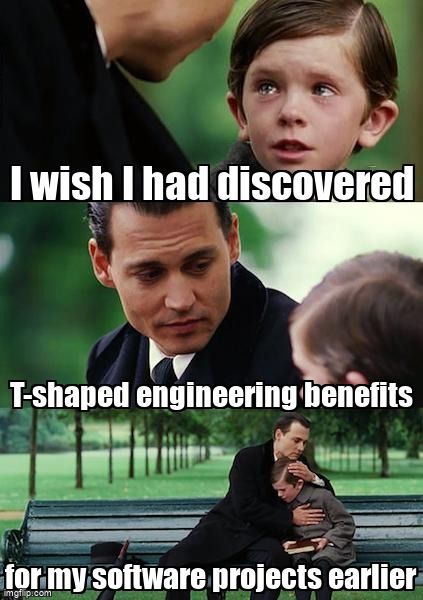 I wish I had discovered
T-shaped engineering benefits
for my software projects earlier
imgflip.com